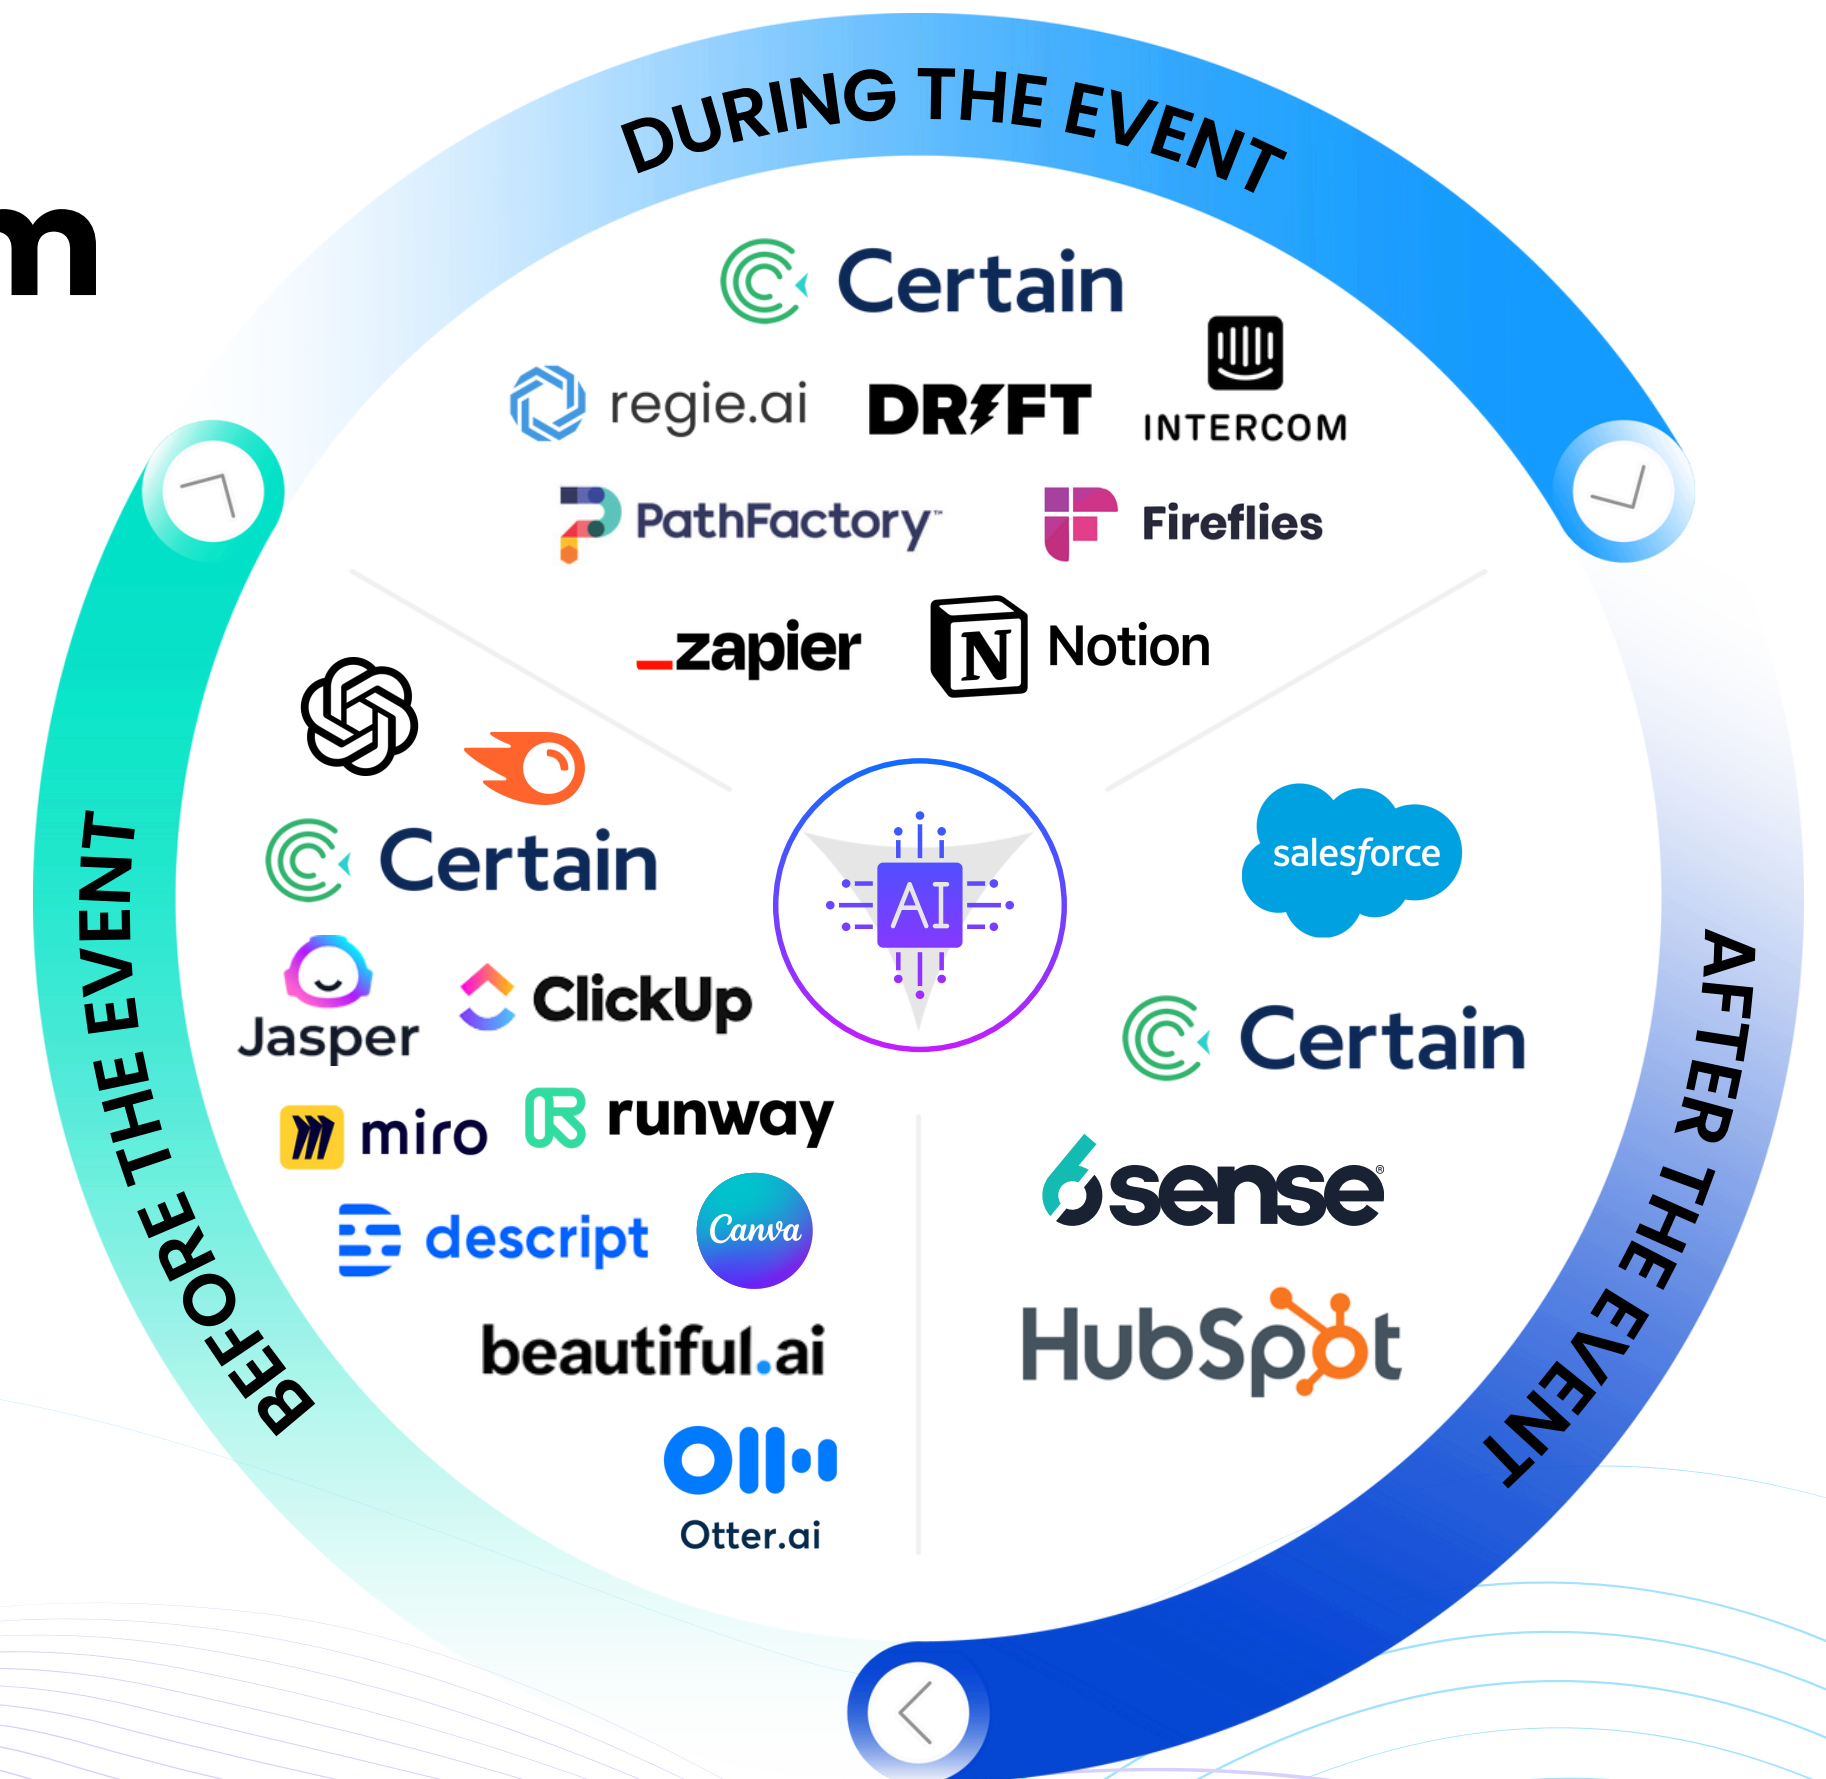 m
DURING THE EVENT
Certain
regie.ai
DRIFT
INTERCOM
PathFactory™
Fireflies
zapier
N Notion
BEFORE THE EVENT
Certain
Jasper
ClickUp
miro
runway
descript
Canva
beautiful.ai
Otter.ai
AI
AFTER THE EVENT
salesforce
Certain
6sense®
HubSpot